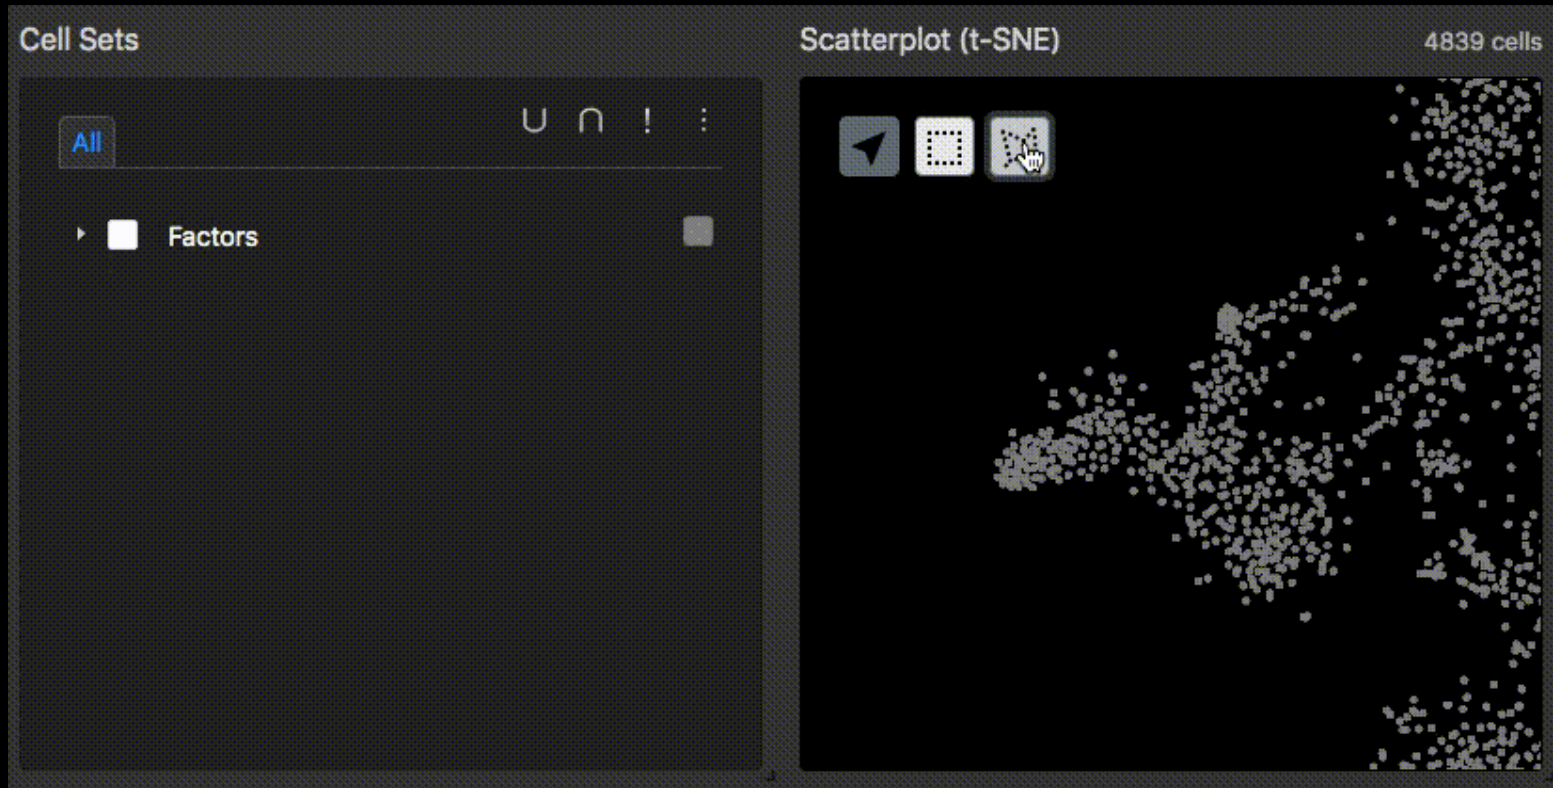 Cell Sets
Scatterplot (t-SNE)
4839 cells
All
∪ ∩ !
Factors